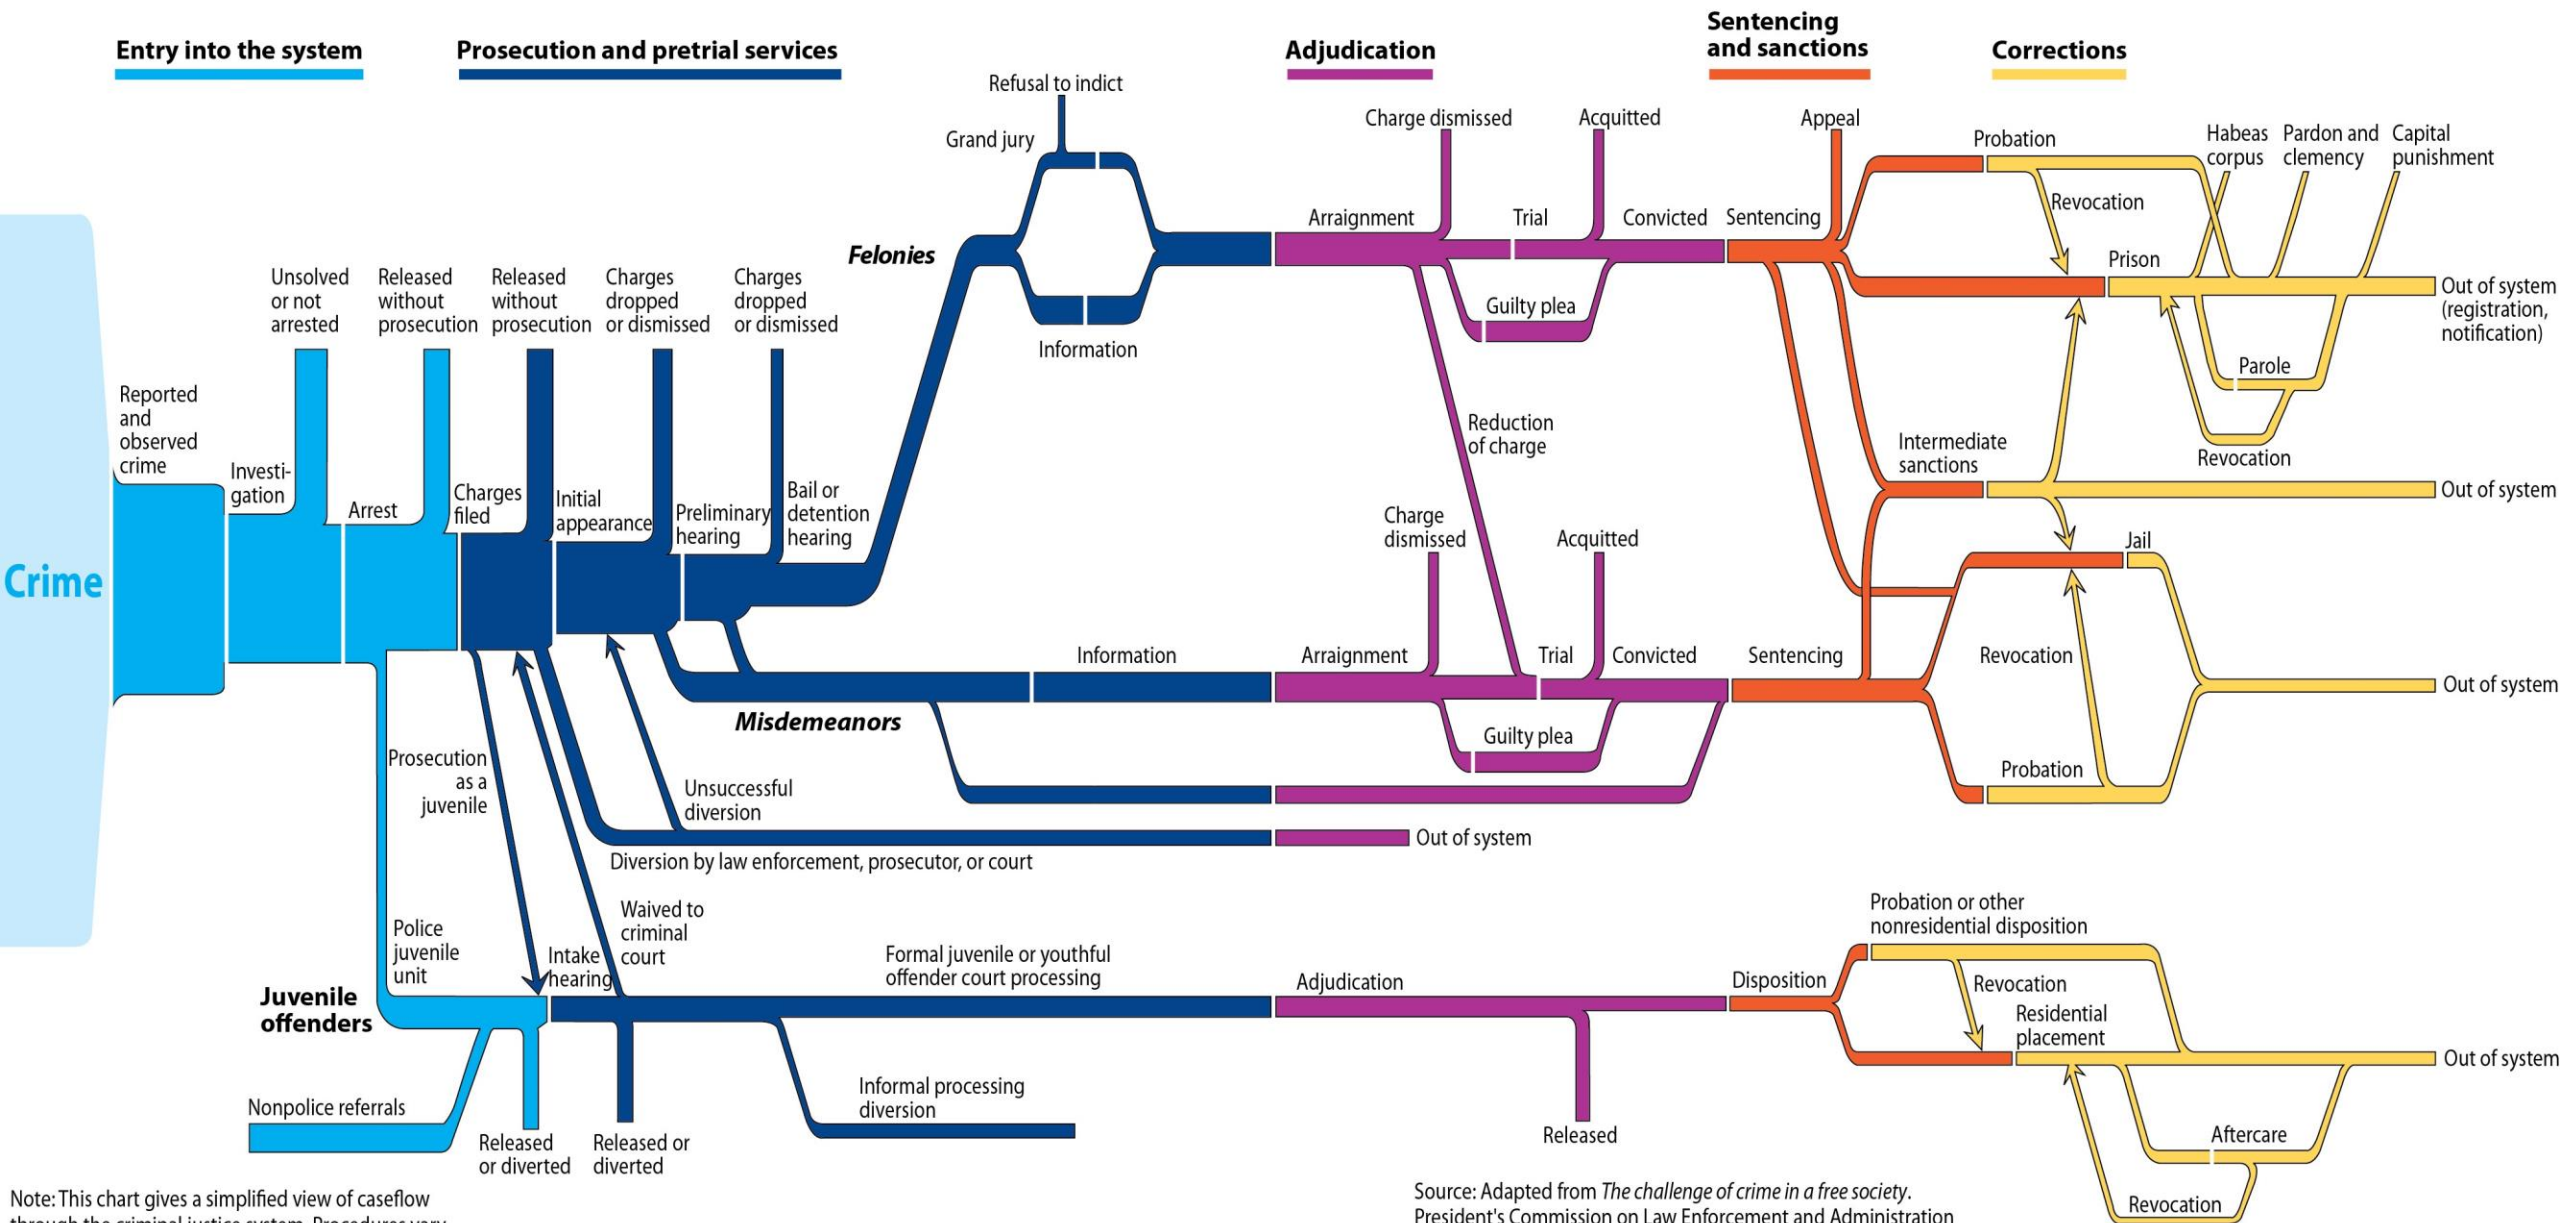 Entry into the system
Prosecution and pretrial services
Adjudication
Sentencing
and sanctions
Corrections
Crime
Reported
and
observed
crime
Investi-
gation
Unsolved
or not
arrested
Arrest
Released
without
prosecution
Charges
filed
Released
without
prosecution
Initial
appearance
Charges
dropped
or dismissed
Preliminary
hearing
Charges
dropped
or dismissed
Bail or
detention
hearing
Felonies
Grand jury
Refusal to indict
Information
Arraignment
Charge dismissed
Trial
Acquitted
Convicted
Guilty plea
Reduction
of charge
Sentencing
Appeal
Probation
Revocation
Prison
Habeas
corpus
Pardon and
clemency
Capital
punishment
Out of system
(registration,
notification)
Parole
Revocation
Intermediate
sanctions
Out of system
Misdemeanors
Information
Arraignment
Charge
dismissed
Trial
Acquitted
Convicted
Guilty plea
Sentencing
Jail
Revocation
Probation
Out of system
Unsuccessful
diversion
Out of system
Diversion by law enforcement, prosecutor, or court
Prosecution
as a
juvenile
Waived to
criminal
court
Police
juvenile
unit
Juvenile
offenders
Intake
hearing
Formal juvenile or youthful
offender court processing
Adjudication
Disposition
Probation or other
nonresidential disposition
Revocation
Residential
placement
Out of system
Nonpolice referrals
Released
or diverted
Released or
diverted
Informal processing
diversion
Released
Aftercare
Revocation
Note: This chart gives a simplified view of caseflow
through the criminal justice system. Procedures vary
Source: Adapted from The challenge of crime in a free society.
President's Commission on Law Enforcement and Administration